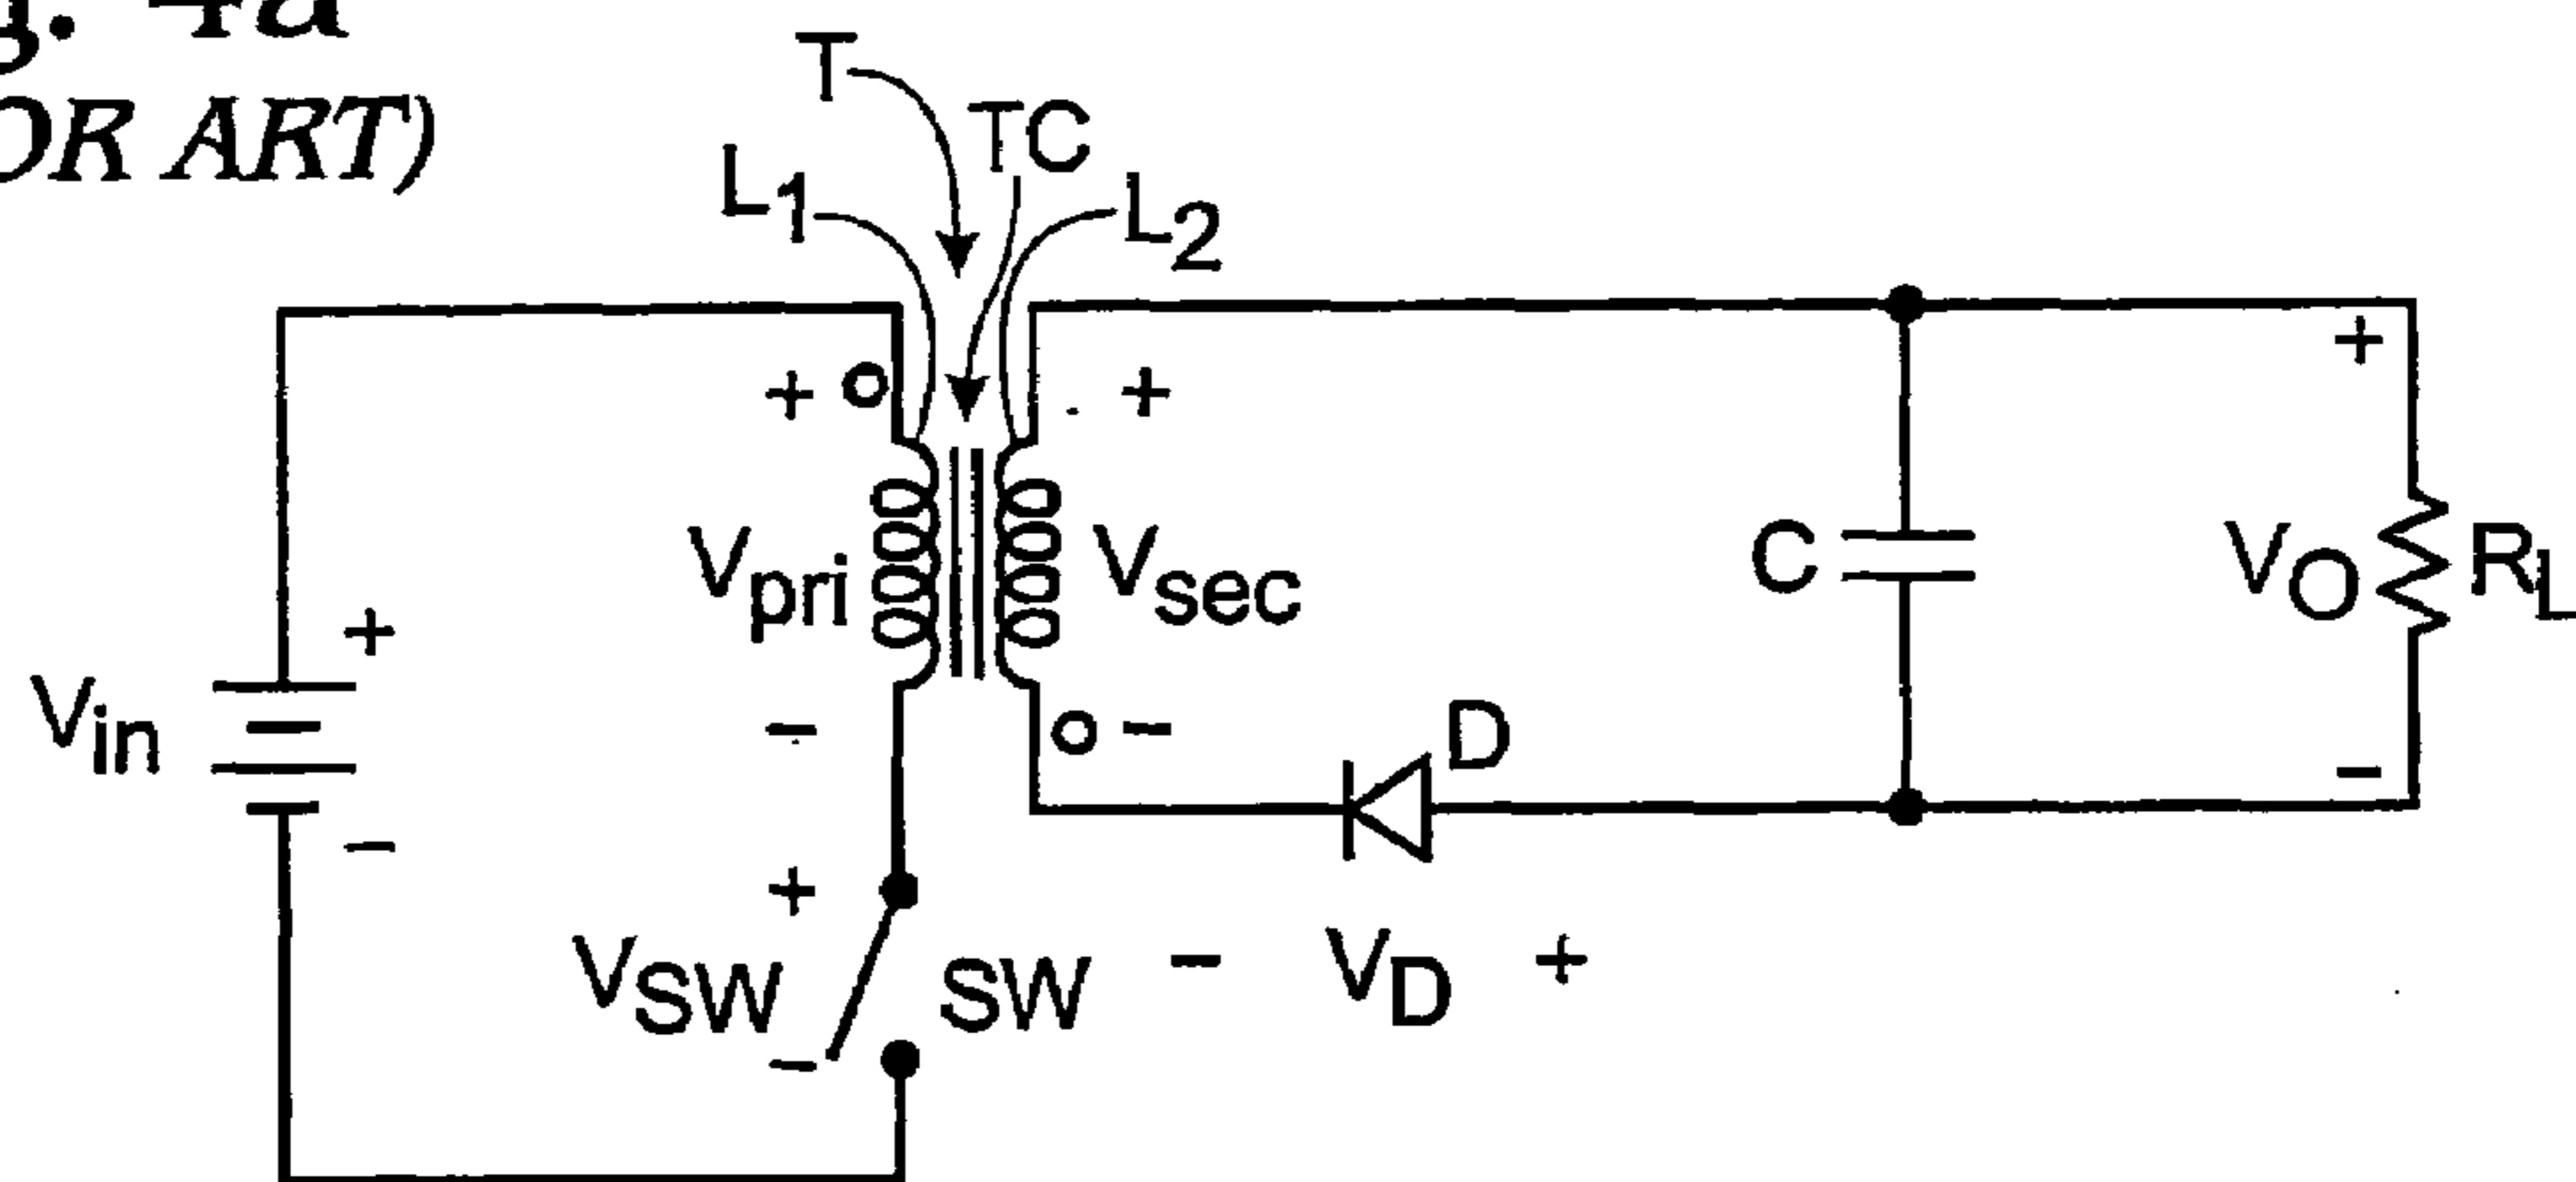 g. 4a
OR ART)
T
TC
L1
L2
+
+
+
Vpri
Vsec
C
VO
RL
+
Vin
-
-
D
-
-
+
VSW
SW
-
VD
+
-